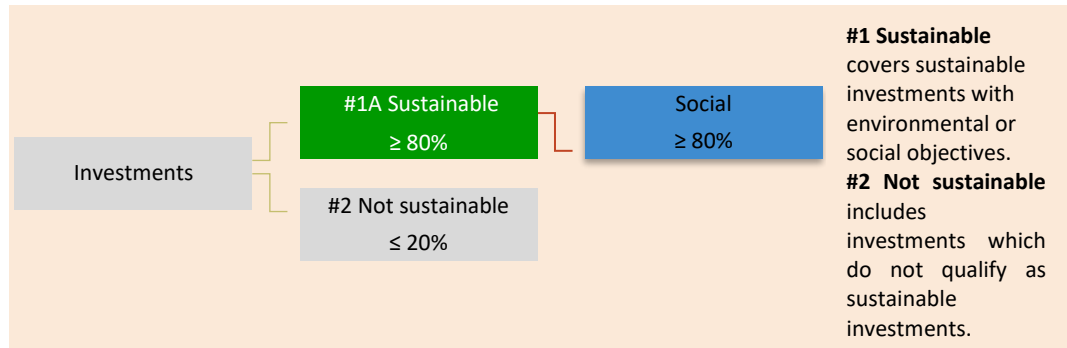 Investments
#1A Sustainable
≥ 80%
Social
≥ 80%
#2 Not sustainable
≤ 20%
#1 Sustainable
covers sustainable
investments with
environmental or
social objectives.
#2 Not sustainable
includes
investments which
do not qualify as
sustainable
investments.